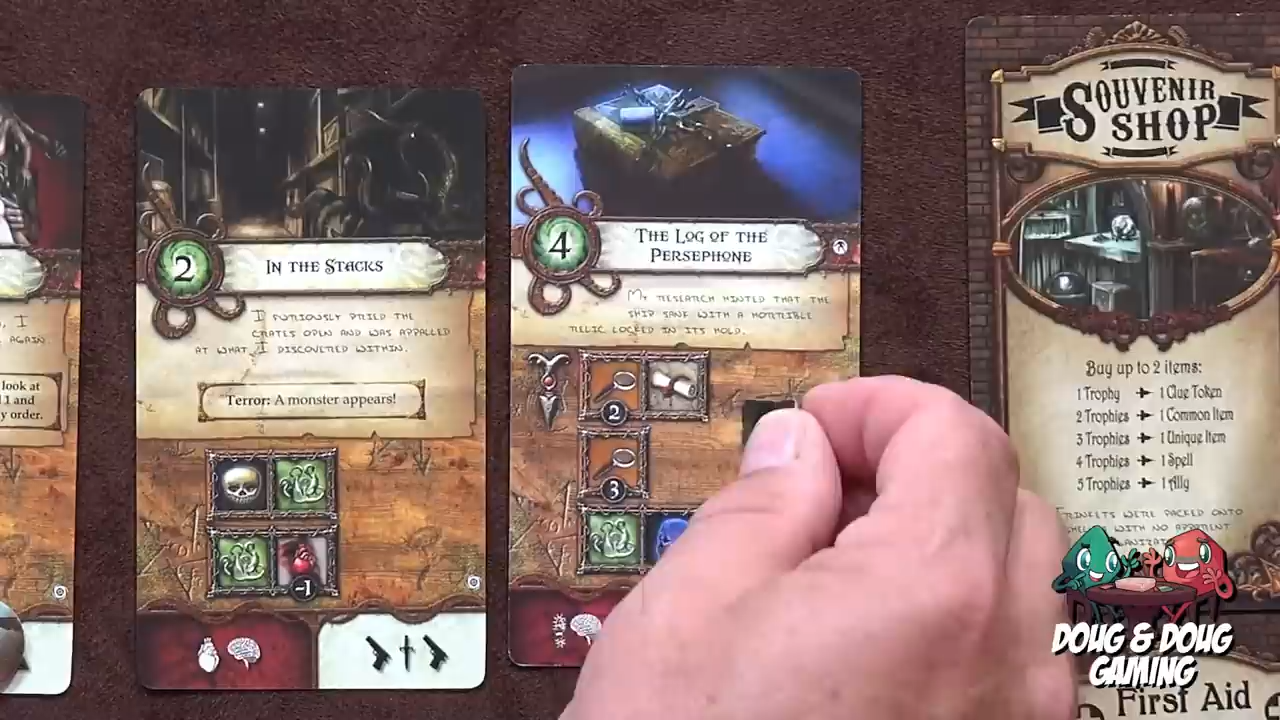 I
AGAIN.
look at
1 and
y order.
2
IN THE STACKS
I FURIOUSLY PRIED THE
CRATES OPEN AND WAS APPALLED
AT WHAT I DISCOVERED WITHIN.
Terror: A monster appears!
-1
4
THE LOG OF THE
PERSEPHONE
MY RESEARCH HINTED THAT THE
SHIP SANK WITH A HORRIBLE
RELIC LOCKED IN ITS HOLD.
2
3
SOUVENIR
SHOP
Buy up to 2 items:
1 Trophy 1 Clue Token
2 Trophies 1 Common Item
3 Trophies 1 Unique Item
4 Trophies 1 Spell
5 Trophies 1 Ally
TRINKETS WERE PACKED ONTO
WITH NO APPARENT
DOUG & DOUG
GAMING
First Aid